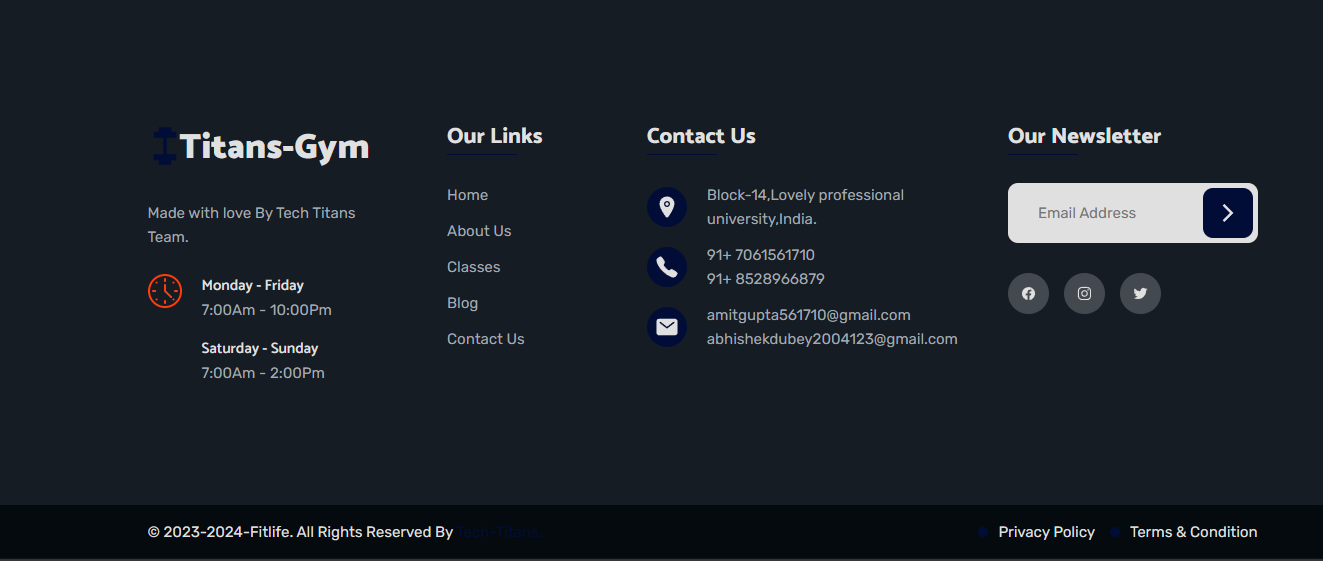 Titans-Gym
Made with love By Tech Titans
Team.
Monday - Friday
7:00Am - 10:00Pm
Saturday - Sunday
7:00Am - 2:00Pm
Our Links
Home
About Us
Classes
Blog
Contact Us
Contact Us
Block-14,Lovely professional
university,India.
91+ 7061561710
91+ 8528966879
amitgupta561710@gmail.com
abhishekdubey2004123@gmail.com
Our Newsletter
Email Address
© 2023-2024-Fitlife. All Rights Reserved By Tech-Titans.
Privacy Policy
Terms & Condition